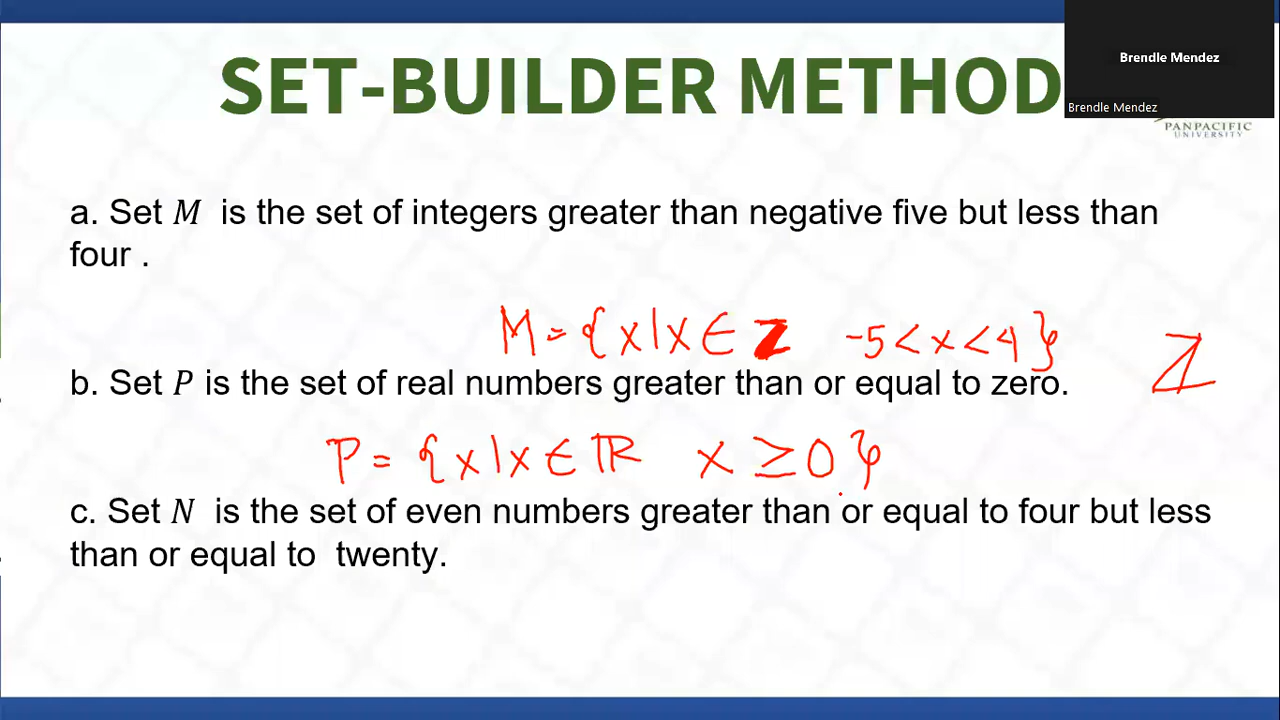 SET-BUILDER METHOD
Brendle Mendez
Brendle Mendez
PANPACIFIC
UNIVERSITY
a. Set M is the set of integers greater than negative five but less than
four .
M = {x|x ∈ Z -5 < x < 4}
Z
b. Set P is the set of real numbers greater than or equal to zero.
P = {x|x ∈ ℝ x ≥ 0}
c. Set N is the set of even numbers greater than or equal to four but less
than or equal to twenty.